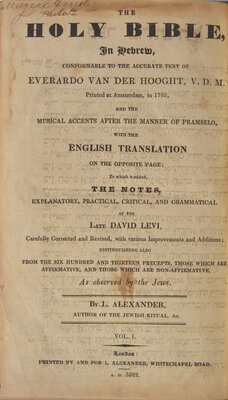 THE
HOLY BIBLE,
In Hebrew,
CONFORMABLE TO THE ACCURATE TEXT OF
EVERARDO VAN DER HOOGHT, V. D. M.
Printed at Amsterdam, in 1705,
AND THE
MUSICAL ACCENTS AFTER THE MANNER OF PRAMSELO,
WITH THE
ENGLISH TRANSLATION
ON THE OPPOSITE PAGE;
To which is added,
THE NOTES,
EXPLANATORY, PRACTICAL, CRITICAL, AND GRAMMATICAL
OF THE
LATE DAVID LEVI,
Carefully Corrected and Revised, with various Improvements and Additions;
DISTINGUISHING ALSO
FROM THE SIX HUNDRED AND THIRTEEN PRECEPTS, THOSE WHICH ARE
AFFIRMATIVE, AND THOSE WHICH ARE NON-AFFIRMATIVE,
As observed by the Jews.
By L. ALEXANDER,
AUTHOR OF THE JEWISH RITUAL, &c.
VOL. I.
London:
PRINTED BY AND FOR L. ALEXANDER, WHITECHAPEL ROAD.
A. M. 5582.